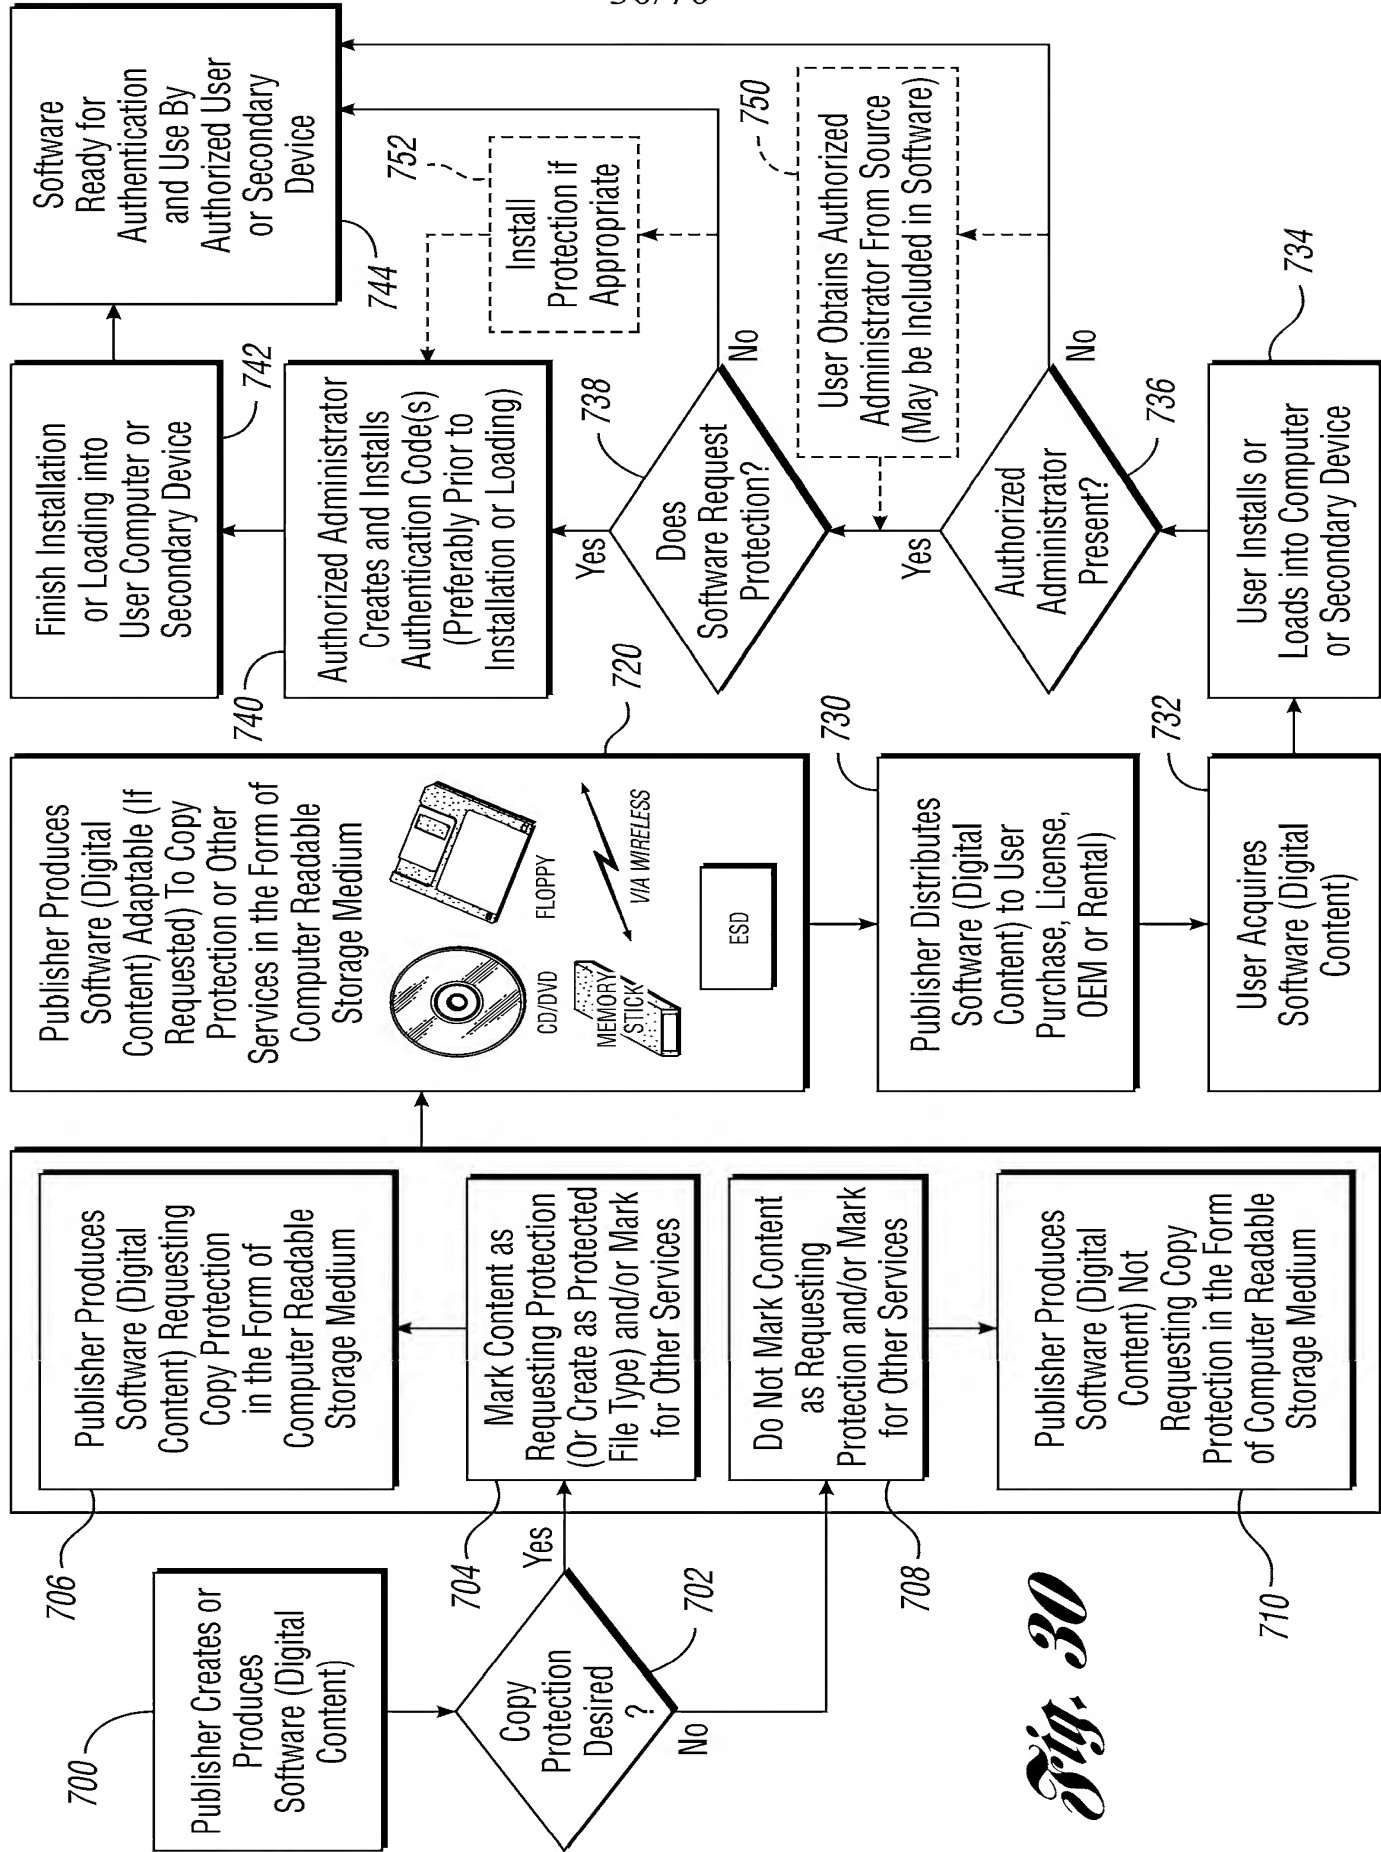 700
Publisher Creates or
Produces
Software (Digital
Content)
Copy
Protection
Desired
?
702
Yes
No
706
Publisher Produces
Software (Digital
Content) Requesting
Copy Protection
in the Form of
Computer Readable
Storage Medium
704
Mark Content as
Requesting Protection
(Or Create as Protected
File Type) and/or Mark
for Other Services
708
Do Not Mark Content
as Requesting
Protection and/or Mark
for Other Services
710
Publisher Produces
Software (Digital
Content) Not
Requesting Copy
Protection in the Form
of Computer Readable
Storage Medium
Publisher Produces
Software (Digital
Content) Adaptable (If
Requested) To Copy
Protection or Other
Services in the Form of
Computer Readable
Storage Medium
CD/DVD
FLOPPY
MEMORY
STICK
VIA WIRELESS
ESD
720
730
Publisher Distributes
Software (Digital
Content) to User
Purchase, License,
OEM or Rental)
732
User Acquires
Software (Digital
Content)
734
User Installs or
Loads into Computer
or Secondary Device
736
Authorized
Administrator
Present?
Yes
No
750
User Obtains Authorized
Administrator From Source
(May be Included in Software)
738
Does
Software Request
Protection?
Yes
No
752
Install
Protection if
Appropriate
740
Authorized Administrator
Creates and Installs
Authentication Code(s)
(Preferably Prior to
Installation or Loading)
742
Finish Installation
or Loading into
User Computer or
Secondary Device
744
Software
Ready for
Authentication
and Use By
Authorized User
or Secondary
Device
Fig. 30